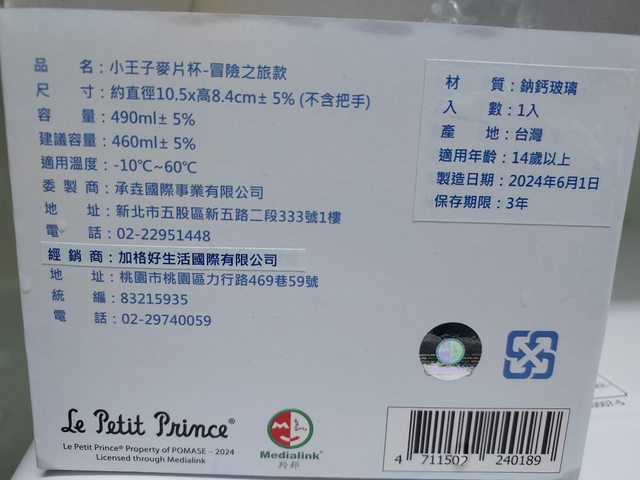 品 名：小王子麥片杯-冒險之旅款
尺 寸：約直徑10.5x高8.4cm± 5% (不含把手)
容 量：490ml± 5%
建議容量：460ml± 5%
適用溫度：-10℃~60℃
委 製 商：承垚國際事業有限公司
地 址：新北市五股區新五路二段333號1樓
電 話：02-22951448
經 銷 商：加格好生活國際有限公司
地 址：桃園市桃園區力行路469巷59號
統 編：83215935
電 話：02-29740059
材 質：鈉鈣玻璃
入 數：1入
產 地：台灣
適用年齡：14歲以上
製造日期：2024年6月1日
保存期限：3年
Le Petit Prince®
Le Petit Prince® Property of POMASE – 2024
Licensed through Medialink
Medialink®
羚邦
4 711502 240189